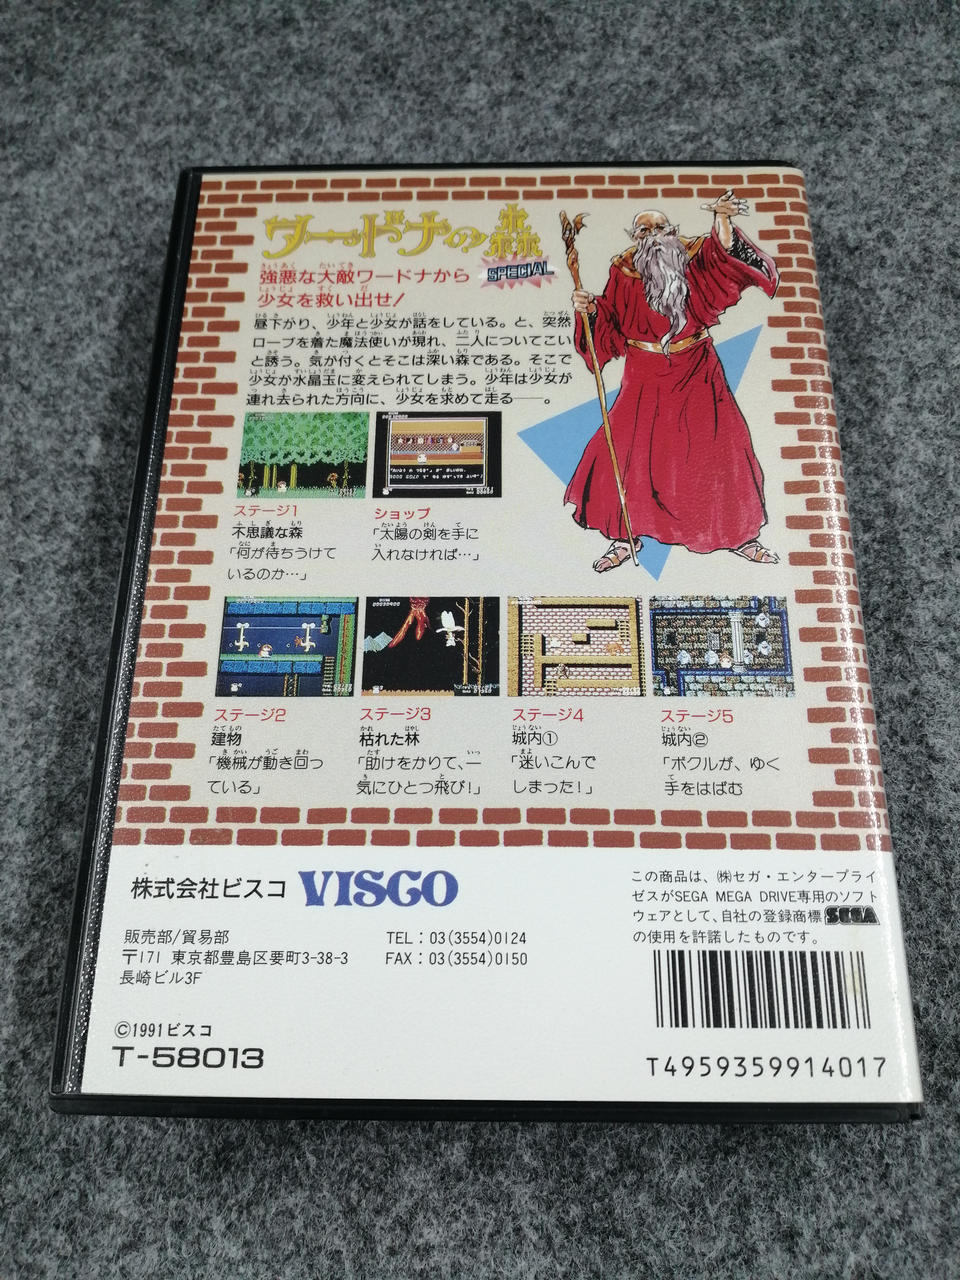 ワードナの森
SPECIAL
強悪な大敵ワードナから
少女を救い出せ!
昼下がり、少年と少女が話をしている。と、突然
ローブを着た魔法使いが現れ、二人についてこい
と誘う。気が付くとそこは深い森である。そこで
少女が水晶玉に変えられてしまう。少年は少女が
連れ去られた方向に、少女を求めて走る──。
ステージ1
不思議な森
「何が待ちうけて
いるのか…」
ショップ
「太陽の剣を手に
入れなければ…」
ステージ2
建物
「機械が動き回っ
ている」
ステージ3
枯れた林
「助けをかりて、一
気にひとつ飛び!」
ステージ4
城内①
「迷いこんで
しまった!」
ステージ5
城内②
「ボクルが、ゆく
手をはばむ
株式会社ビスコ VISCO
販売部/貿易部
〒171 東京都豊島区要町3-38-3
長崎ビル3F
TEL:03(3554)0124
FAX:03(3554)0150
©1991ビスコ
T-58013
この商品は、㈱セガ・エンタープライ
ゼスがSEGA MEGA DRIVE専用のソフト
ウェアとして、自社の登録商標SEGA
の使用を許諾したものです。
T4959359914017